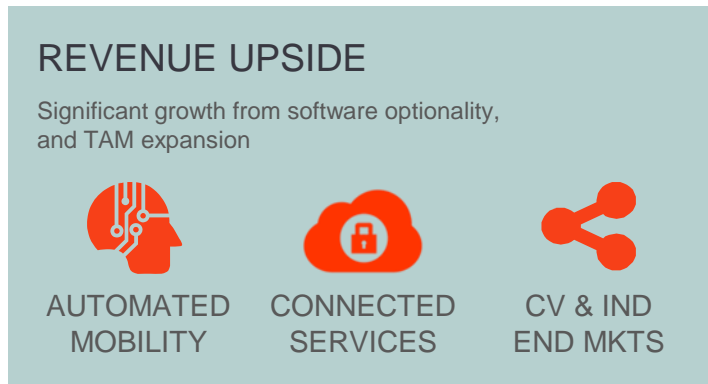 REVENUE UPSIDE
Significant growth from software optionality,
and TAM expansion
AUTOMATED
MOBILITY
CONNECTED
SERVICES
CV & IND
END MKTS